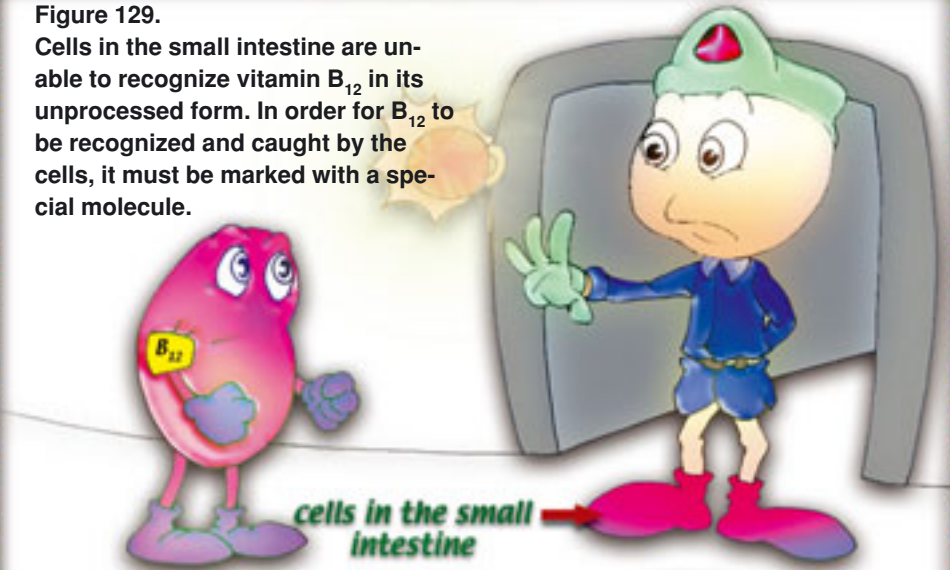 Figure 129.
Cells in the small intestine are un-
able to recognize vitamin B12 in its
unprocessed form. In order for B12 to
be recognized and caught by the
cells, it must be marked with a spe-
cial molecule.
B12
cells in the small
intestine